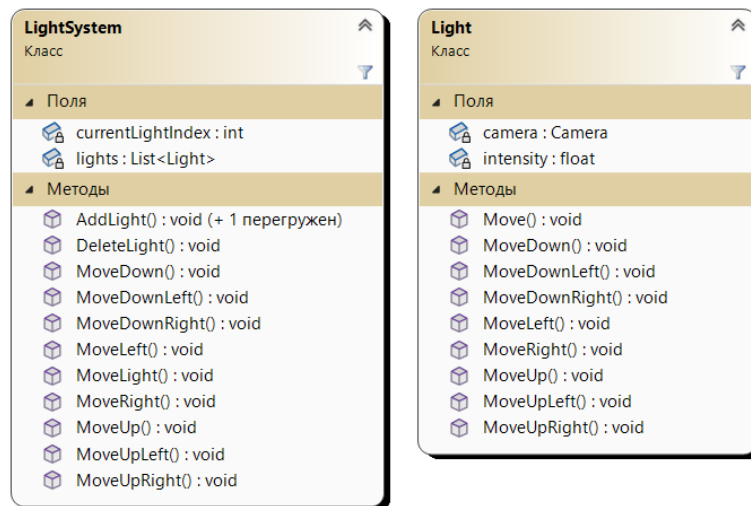 LightSystem
Класс
Поля
currentLightIndex : int
lights : List<Light>
Методы
AddLight() : void (+ 1 перегружен)
DeleteLight() : void
MoveDown() : void
MoveDownLeft() : void
MoveDownRight() : void
MoveLeft() : void
MoveLight() : void
MoveRight() : void
MoveUp() : void
MoveUpLeft() : void
MoveUpRight() : void
Light
Класс
Поля
camera : Camera
intensity : float
Методы
Move() : void
MoveDown() : void
MoveDownLeft() : void
MoveDownRight() : void
MoveLeft() : void
MoveRight() : void
MoveUp() : void
MoveUpLeft() : void
MoveUpRight() : void